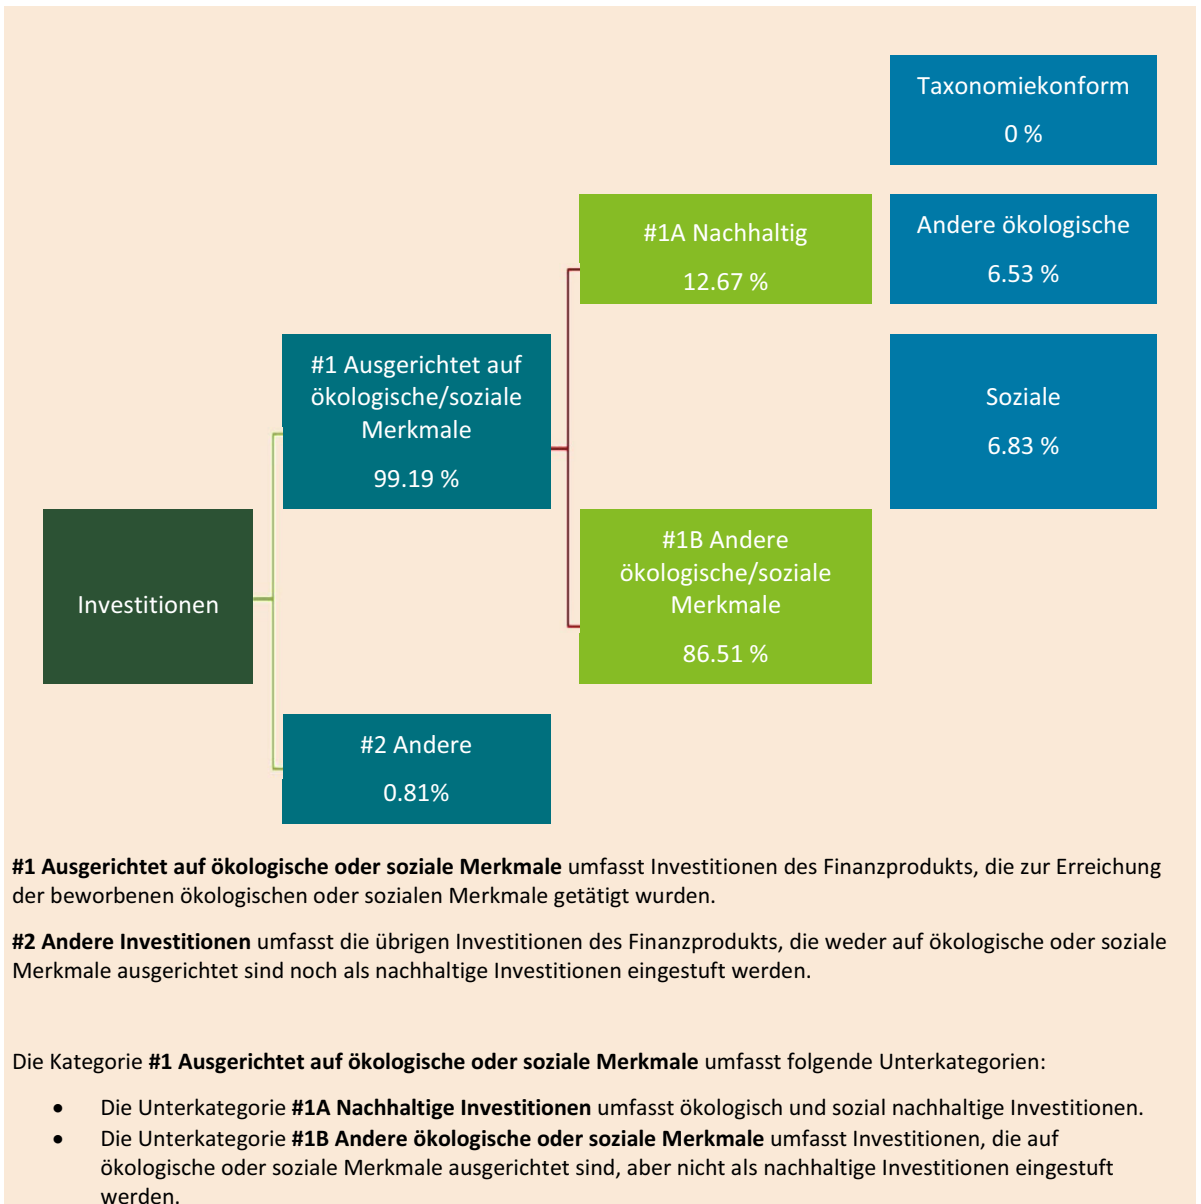 Taxonomiekonform
0 %
#1A Nachhaltig
12.67 %
Andere ökologische
6.53 %
#1 Ausgerichtet auf
ökologische/soziale
Merkmale
99.19 %
Soziale
6.83 %
Investitionen
#1B Andere
ökologische/soziale
Merkmale
86.51 %
#2 Andere
0.81%
#1 Ausgerichtet auf ökologische oder soziale Merkmale umfasst Investitionen des Finanzprodukts, die zur Erreichung
der beworbenen ökologischen oder sozialen Merkmale getätigt wurden.
#2 Andere Investitionen umfasst die übrigen Investitionen des Finanzprodukts, die weder auf ökologische oder soziale
Merkmale ausgerichtet sind noch als nachhaltige Investitionen eingestuft werden.
Die Kategorie #1 Ausgerichtet auf ökologische oder soziale Merkmale umfasst folgende Unterkategorien:
• Die Unterkategorie #1A Nachhaltige Investitionen umfasst ökologisch und sozial nachhaltige Investitionen.
• Die Unterkategorie #1B Andere ökologische oder soziale Merkmale umfasst Investitionen, die auf
ökologische oder soziale Merkmale ausgerichtet sind, aber nicht als nachhaltige Investitionen eingestuft
werden.